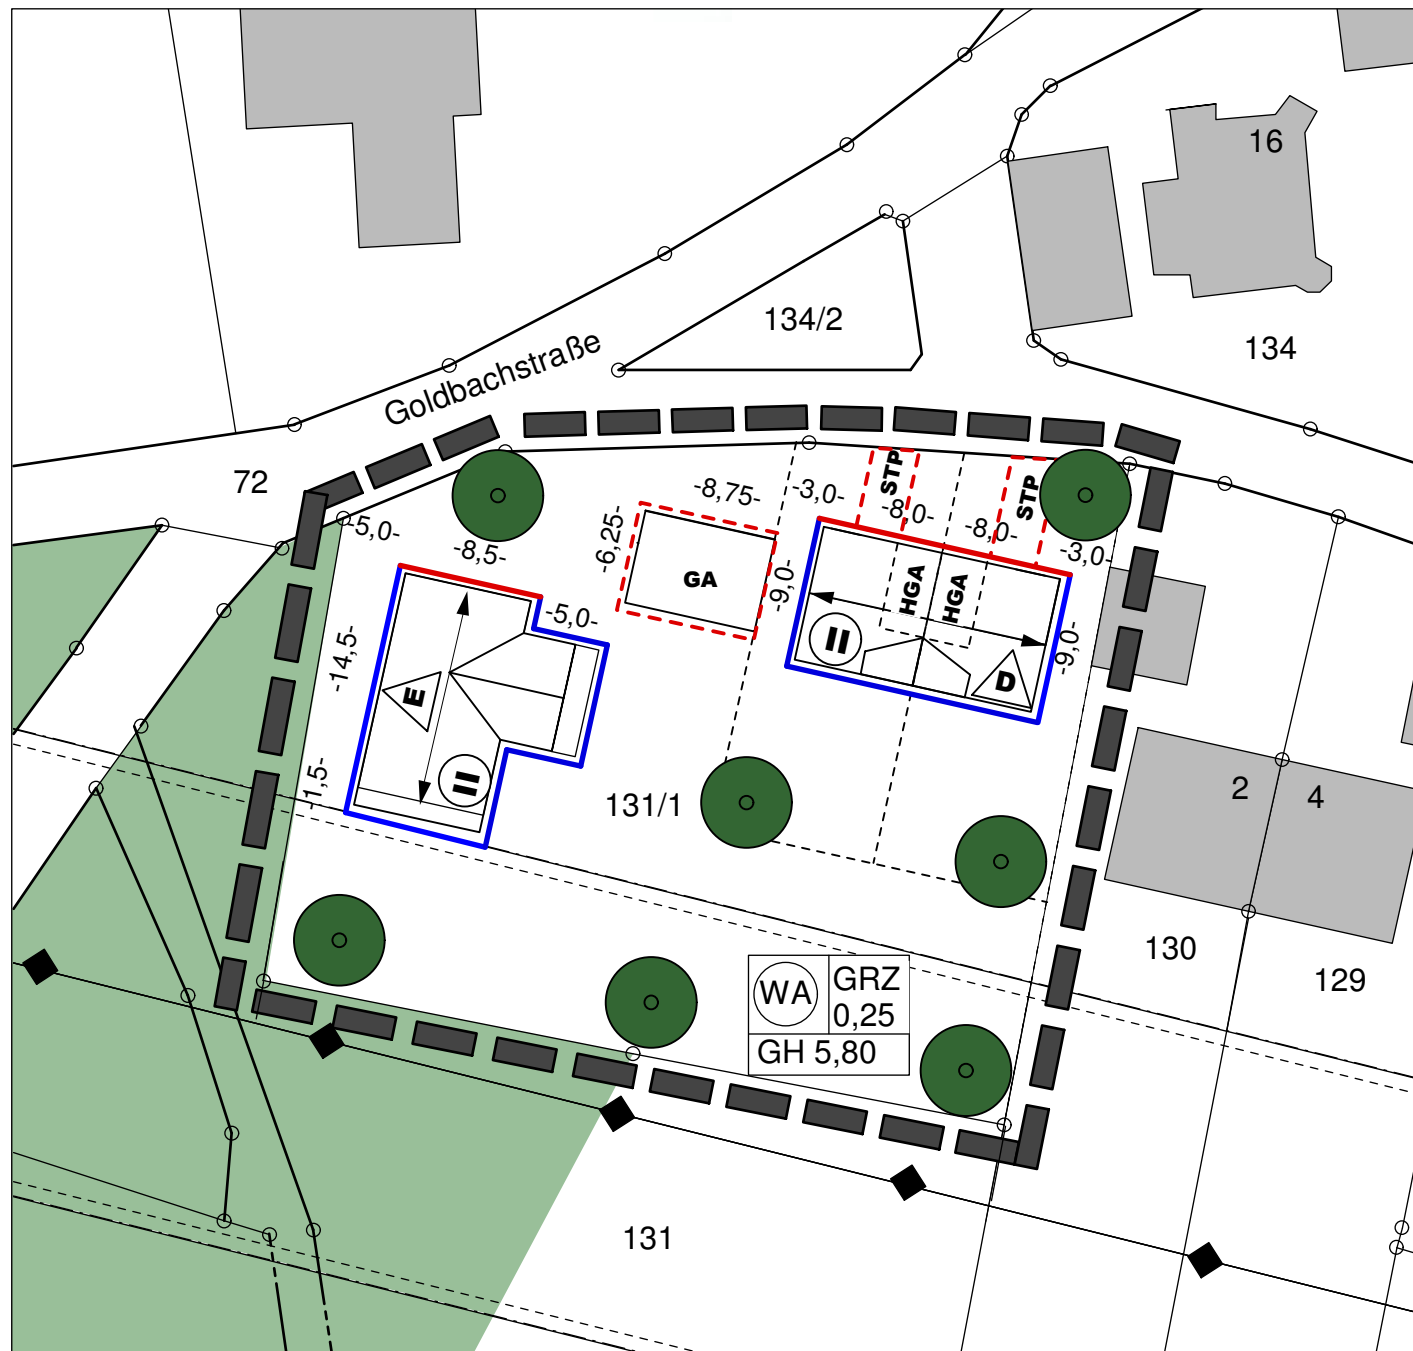 16
134/2
134
Goldbachstraße
72
-5,0-
-8,5-
-6,25-
-8,75-
-3,0-
STP
-8,0-
-8,0-
STP
-3,0-
GA
-9,0-
HGA
HGA
II
D
-9,0-
-14,5-
-5,0-
E
II
-1,5-
131/1
2
4
130
129
WA
GRZ
0,25
GH 5,80
131